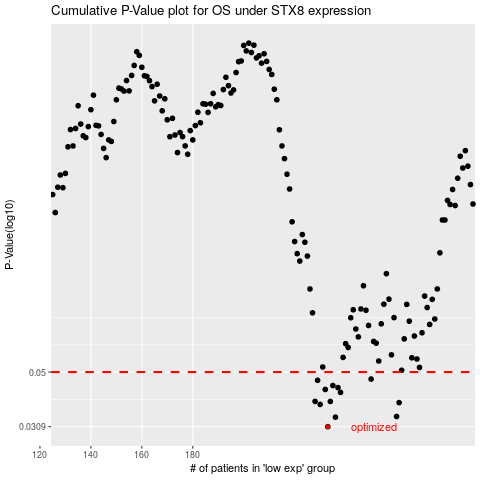 Cumulative P-Value plot for OS under STX8 expression
P-Value(log10)
0.05
0.0309
optimized
120 140 160 180
# of patients in 'low exp' group